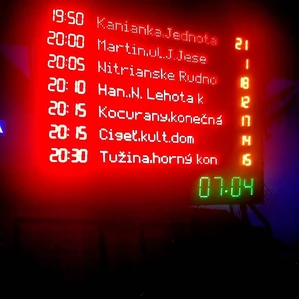 19:50 Kanianka.Jednota 21
20:00 Martin.ul.J.Jese 1
20:05 Nitrianske Rudno 18
20:10 Han.N. Lehota k 12
20:15 Kocurany.konečná 17
20:15 Cigeľ.kult.dom 14
20:30 Tužina.horný kon 15
07.04